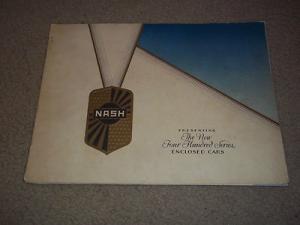 NASH
PRESENTING
The New
Four Hundred Series
ENCLOSED CARS